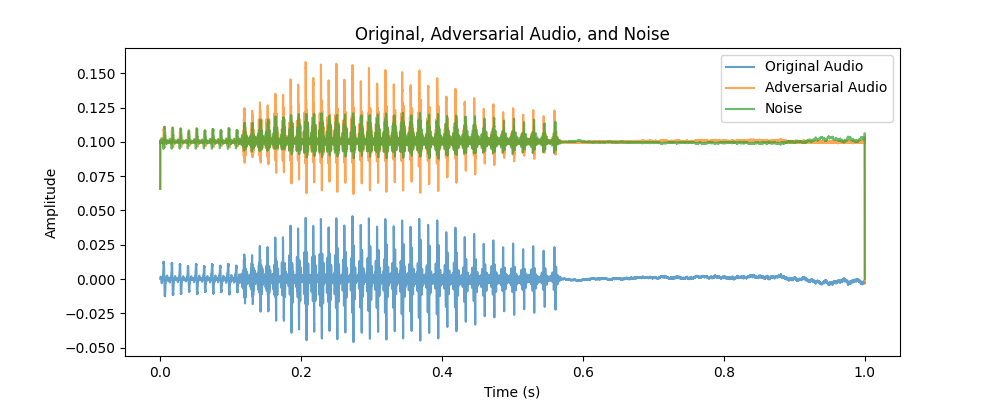 Original, Adversarial Audio, and Noise
Original Audio
Adversarial Audio
Noise
Amplitude
0.150
0.125
0.100
0.075
0.050
0.025
0.000
−0.025
−0.050
0.0 0.2 0.4 0.6 0.8 1.0
Time (s)